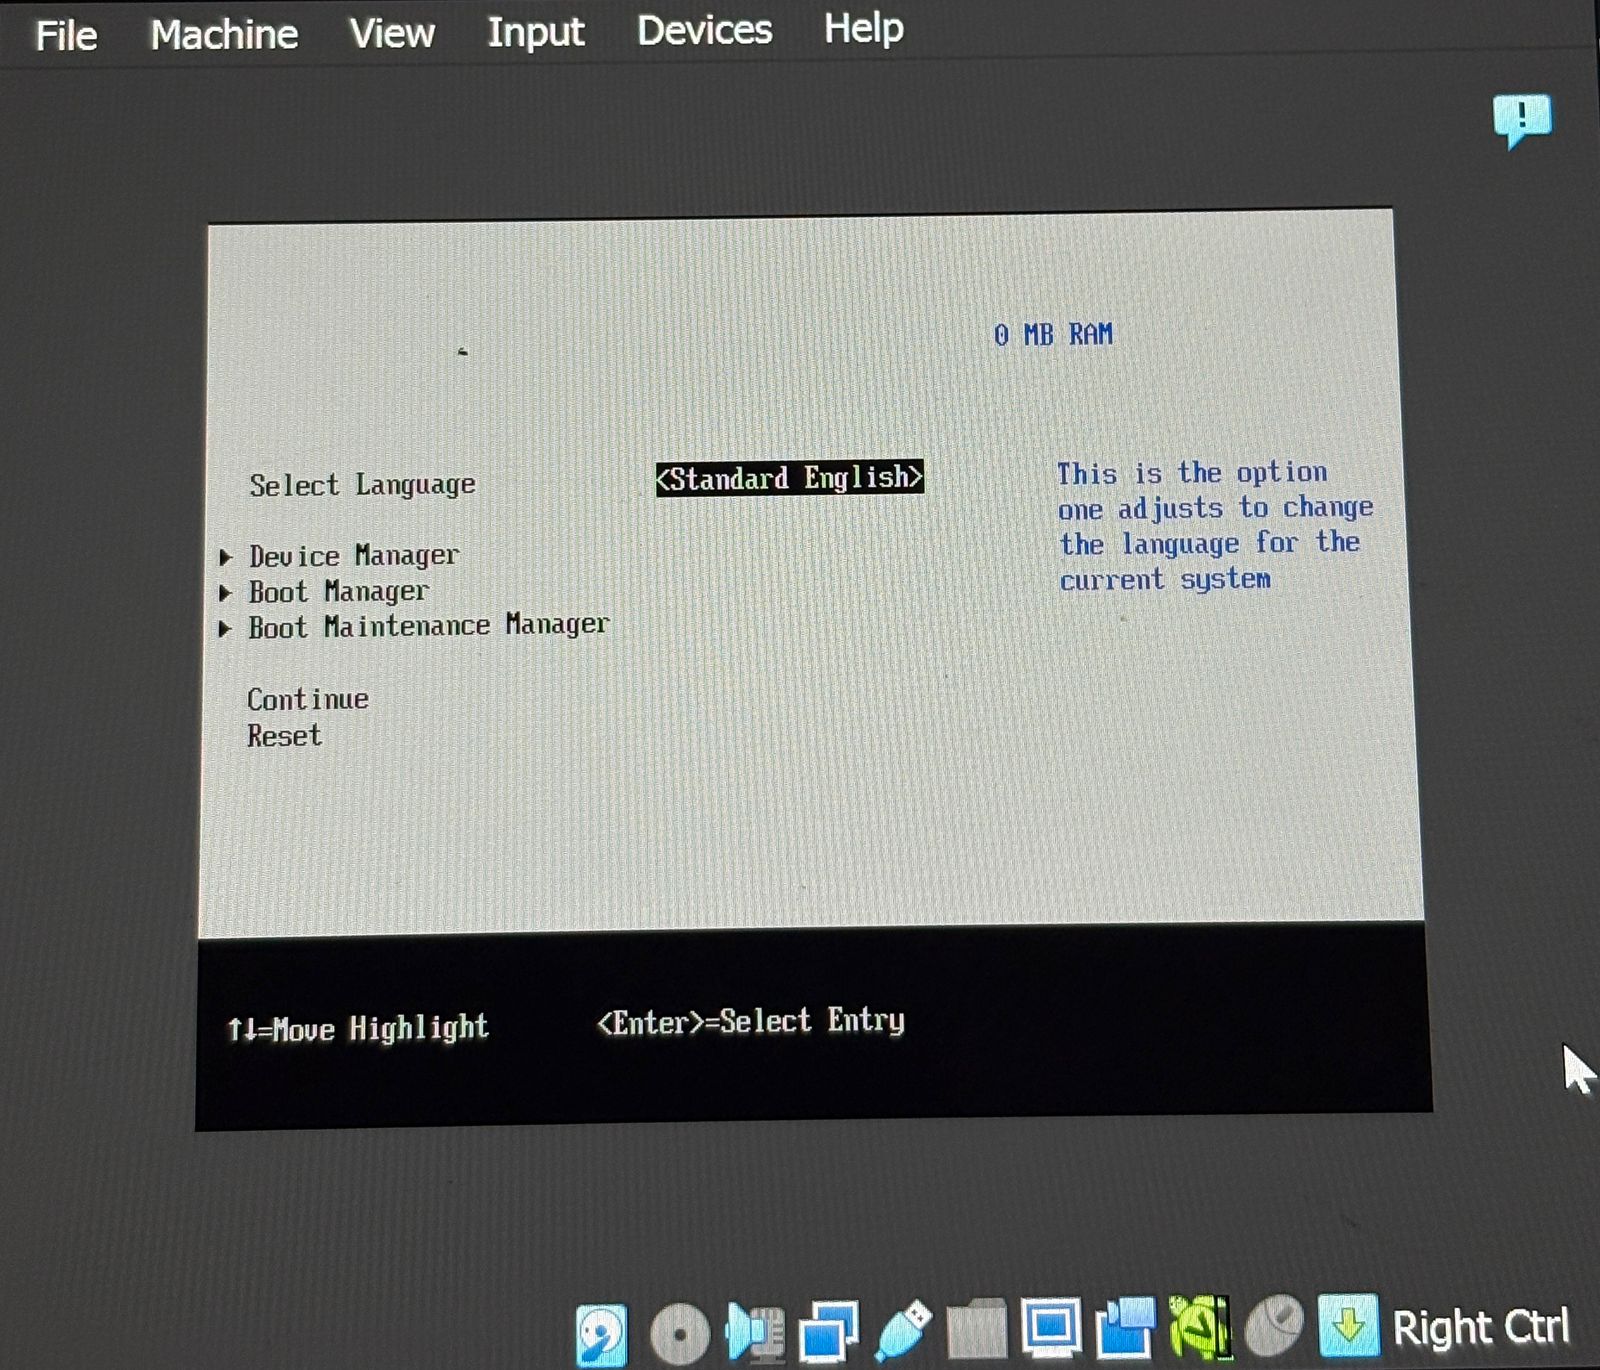 File Machine View Input Devices Help
!
0 MB RAM
Select Language <Standard English> This is the option
one adjusts to change
the language for the
current system
Device Manager
Boot Manager
Boot Maintenance Manager
Continue
Reset
↑↓=Move Highlight <Enter>=Select Entry
Right Ctrl